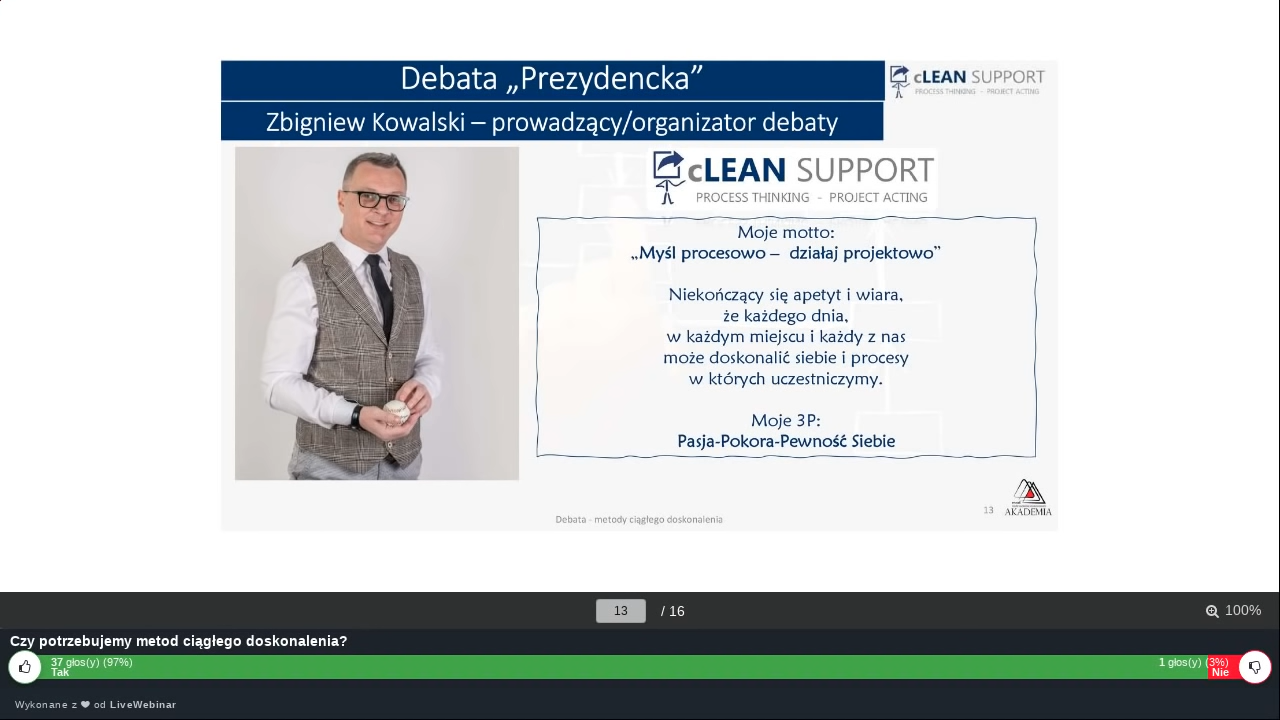 Debata „Prezydencka”
cLEAN SUPPORT
PROCESS THINKING - PROJECT ACTING
Zbigniew Kowalski – prowadzący/organizator debaty
cLEAN SUPPORT
PROCESS THINKING - PROJECT ACTING
Moje motto:
„Myśl procesowo – działaj projektowo”
Niekończący się apetyt i wiara,
że każdego dnia,
w każdym miejscu i każdy z nas
może doskonalić siebie i procesy
w których uczestniczymy.
Moje 3P:
Pasja-Pokora-Pewność Siebie
Debata - metody ciągłego doskonalenia
13
AKADEMIA
13 / 16
100%
Czy potrzebujemy metod ciągłego doskonalenia?
37 głos(y) (97%)
Tak
1 głos(y) (3%)
Nie
Wykonane z ❤ od LiveWebinar